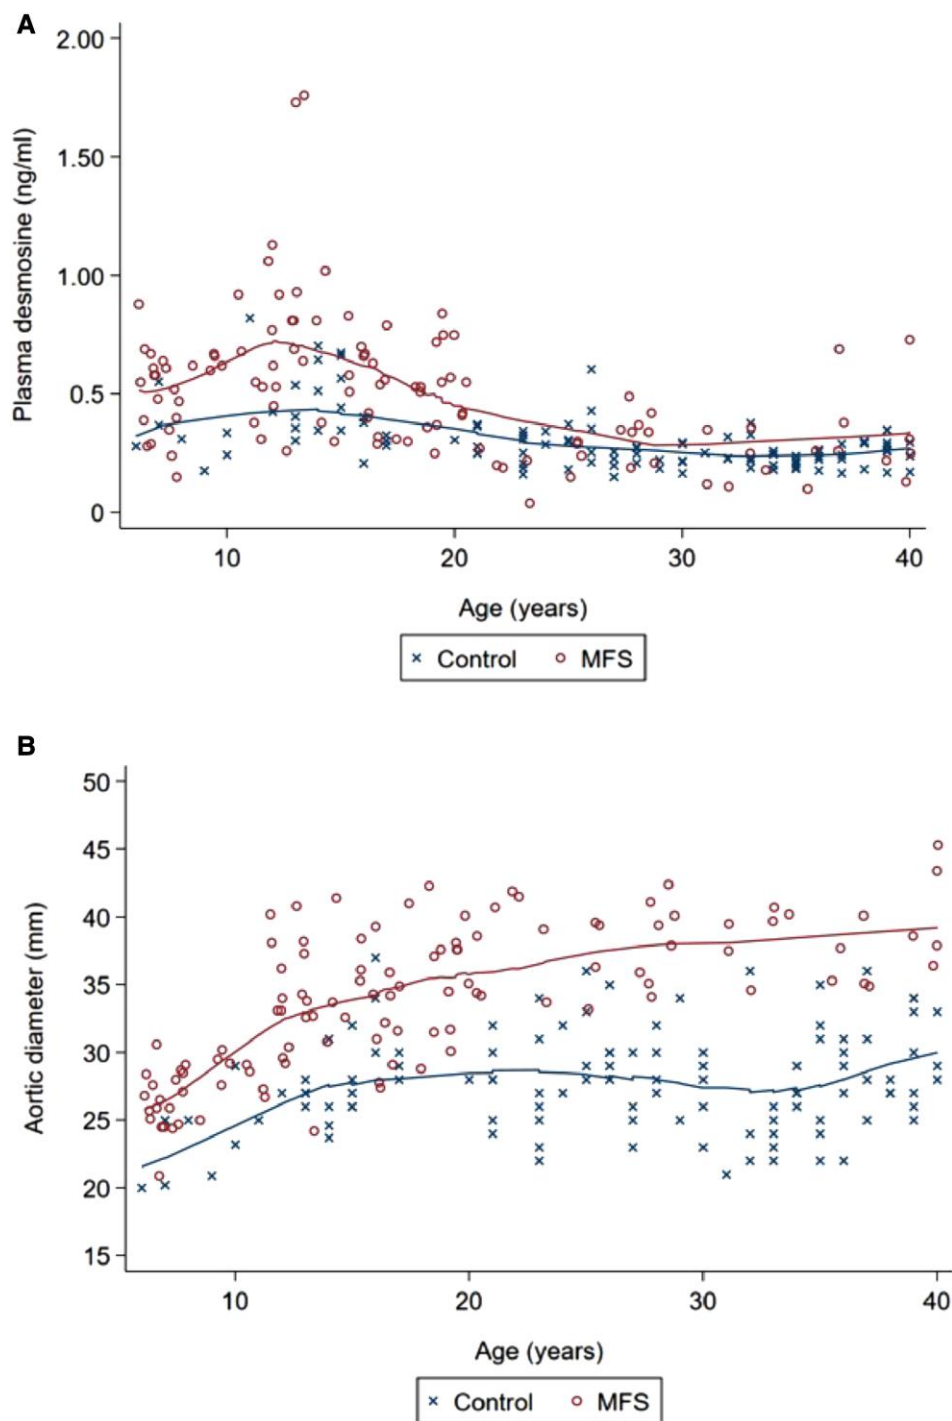 A
2.00
1.50
1.00
0.5
0
Plasma desmosine (ng/ml)
10 20 30 40
Age (years)
× Control ○ MFS
B
50
45
40
35
30
25
20
15
Aortic diameter (mm)
10 20 30 40
Age (years)
× Control ○ MFS